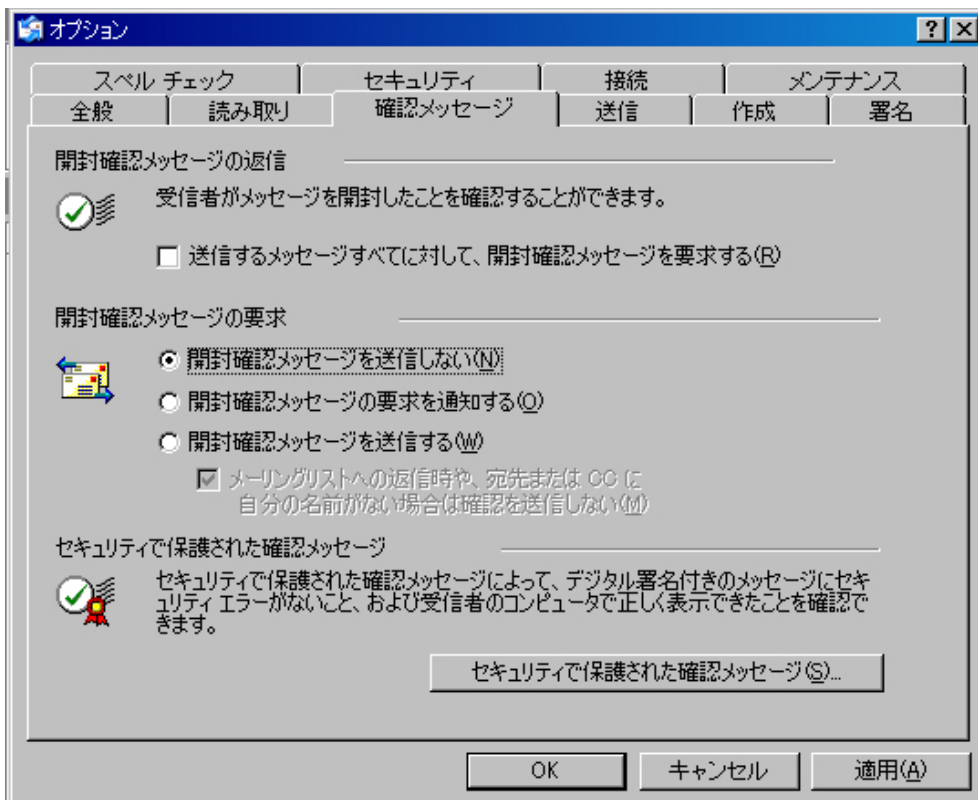 オプション
スペル チェック
セキュリティ
接続
メンテナンス
全般
読み取り
確認メッセージ
送信
作成
署名
開封確認メッセージの返信
受信者がメッセージを開封したことを確認することができます。
送信するメッセージすべてに対して、開封確認メッセージを要求する(R)
開封確認メッセージの要求
開封確認メッセージを送信しない(N)
開封確認メッセージの要求を通知する(O)
開封確認メッセージを送信する(W)
メーリングリストへの返信時や、宛先または CC に
自分の名前がない場合は確認を送信しない(M)
セキュリティで保護された確認メッセージ
セキュリティで保護された確認メッセージによって、デジタル署名付きのメッセージにセキ
ュリティ エラーがないこと、および受信者のコンピュータで正しく表示できたことを確認で
きます。
セキュリティで保護された確認メッセージ(S)...
OK
キャンセル
適用(A)